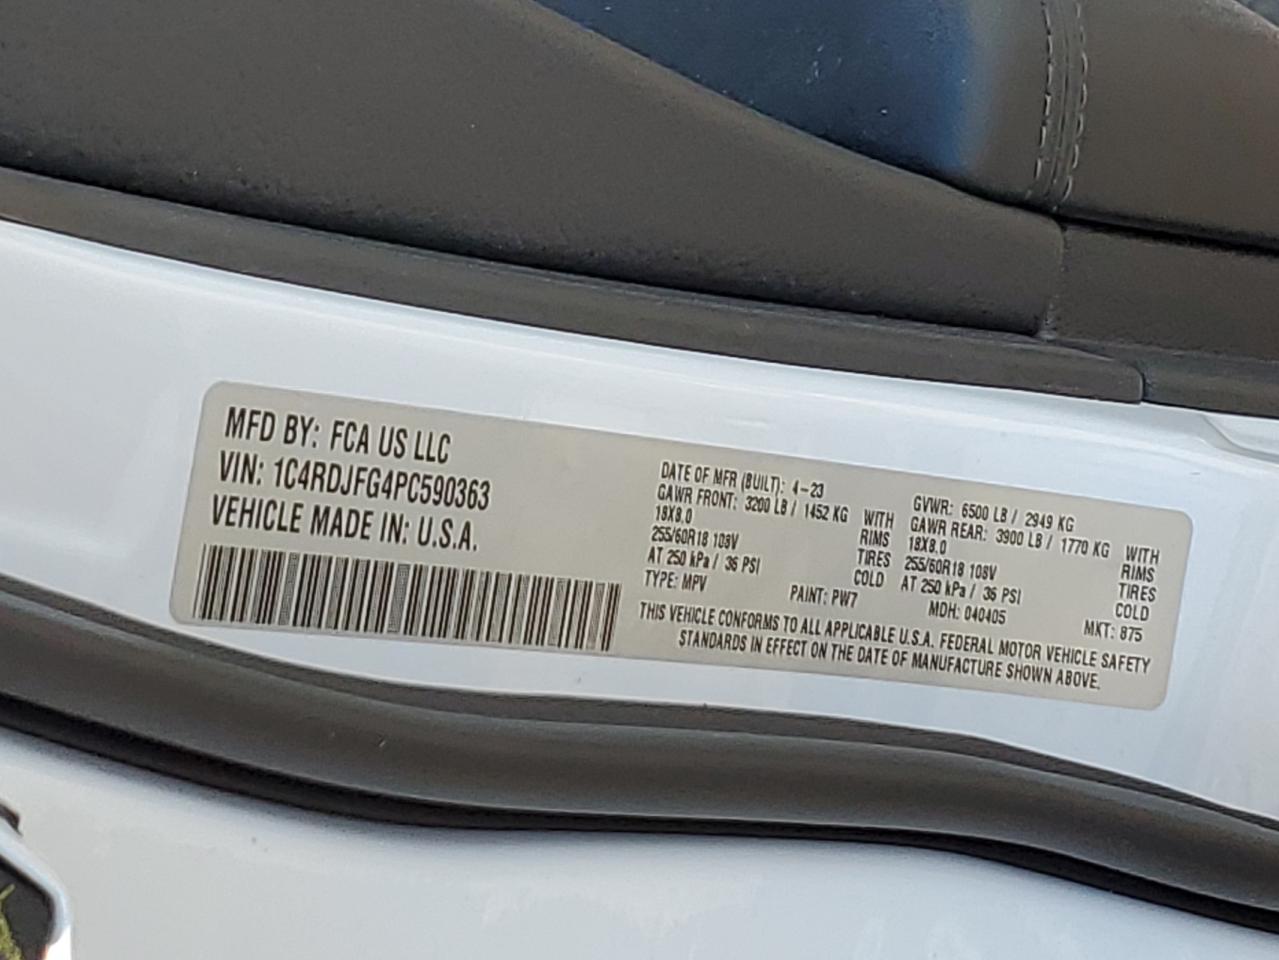 MFD BY: FCA US LLC
VIN: 1C4RDJFG4PC590363
VEHICLE MADE IN: U.S.A.
DATE OF MFR (BUILT): 4-23
GAWR FRONT: 3200 LB / 1452 KG WITH
18X8.0 RIMS
255/60R18 108V TIRES
AT 250 kPa / 36 PSI COLD
TYPE: MPV PAINT: PW7
GVWR: 6500 LB / 2949 KG
GAWR REAR: 3900 LB / 1770 KG WITH
18X8.0 RIMS
255/60R18 108V TIRES
AT 250 kPa / 36 PSI COLD
MDH: 040405 MKT: 875
THIS VEHICLE CONFORMS TO ALL APPLICABLE U.S.A. FEDERAL MOTOR VEHICLE SAFETY
STANDARDS IN EFFECT ON THE DATE OF MANUFACTURE SHOWN ABOVE.